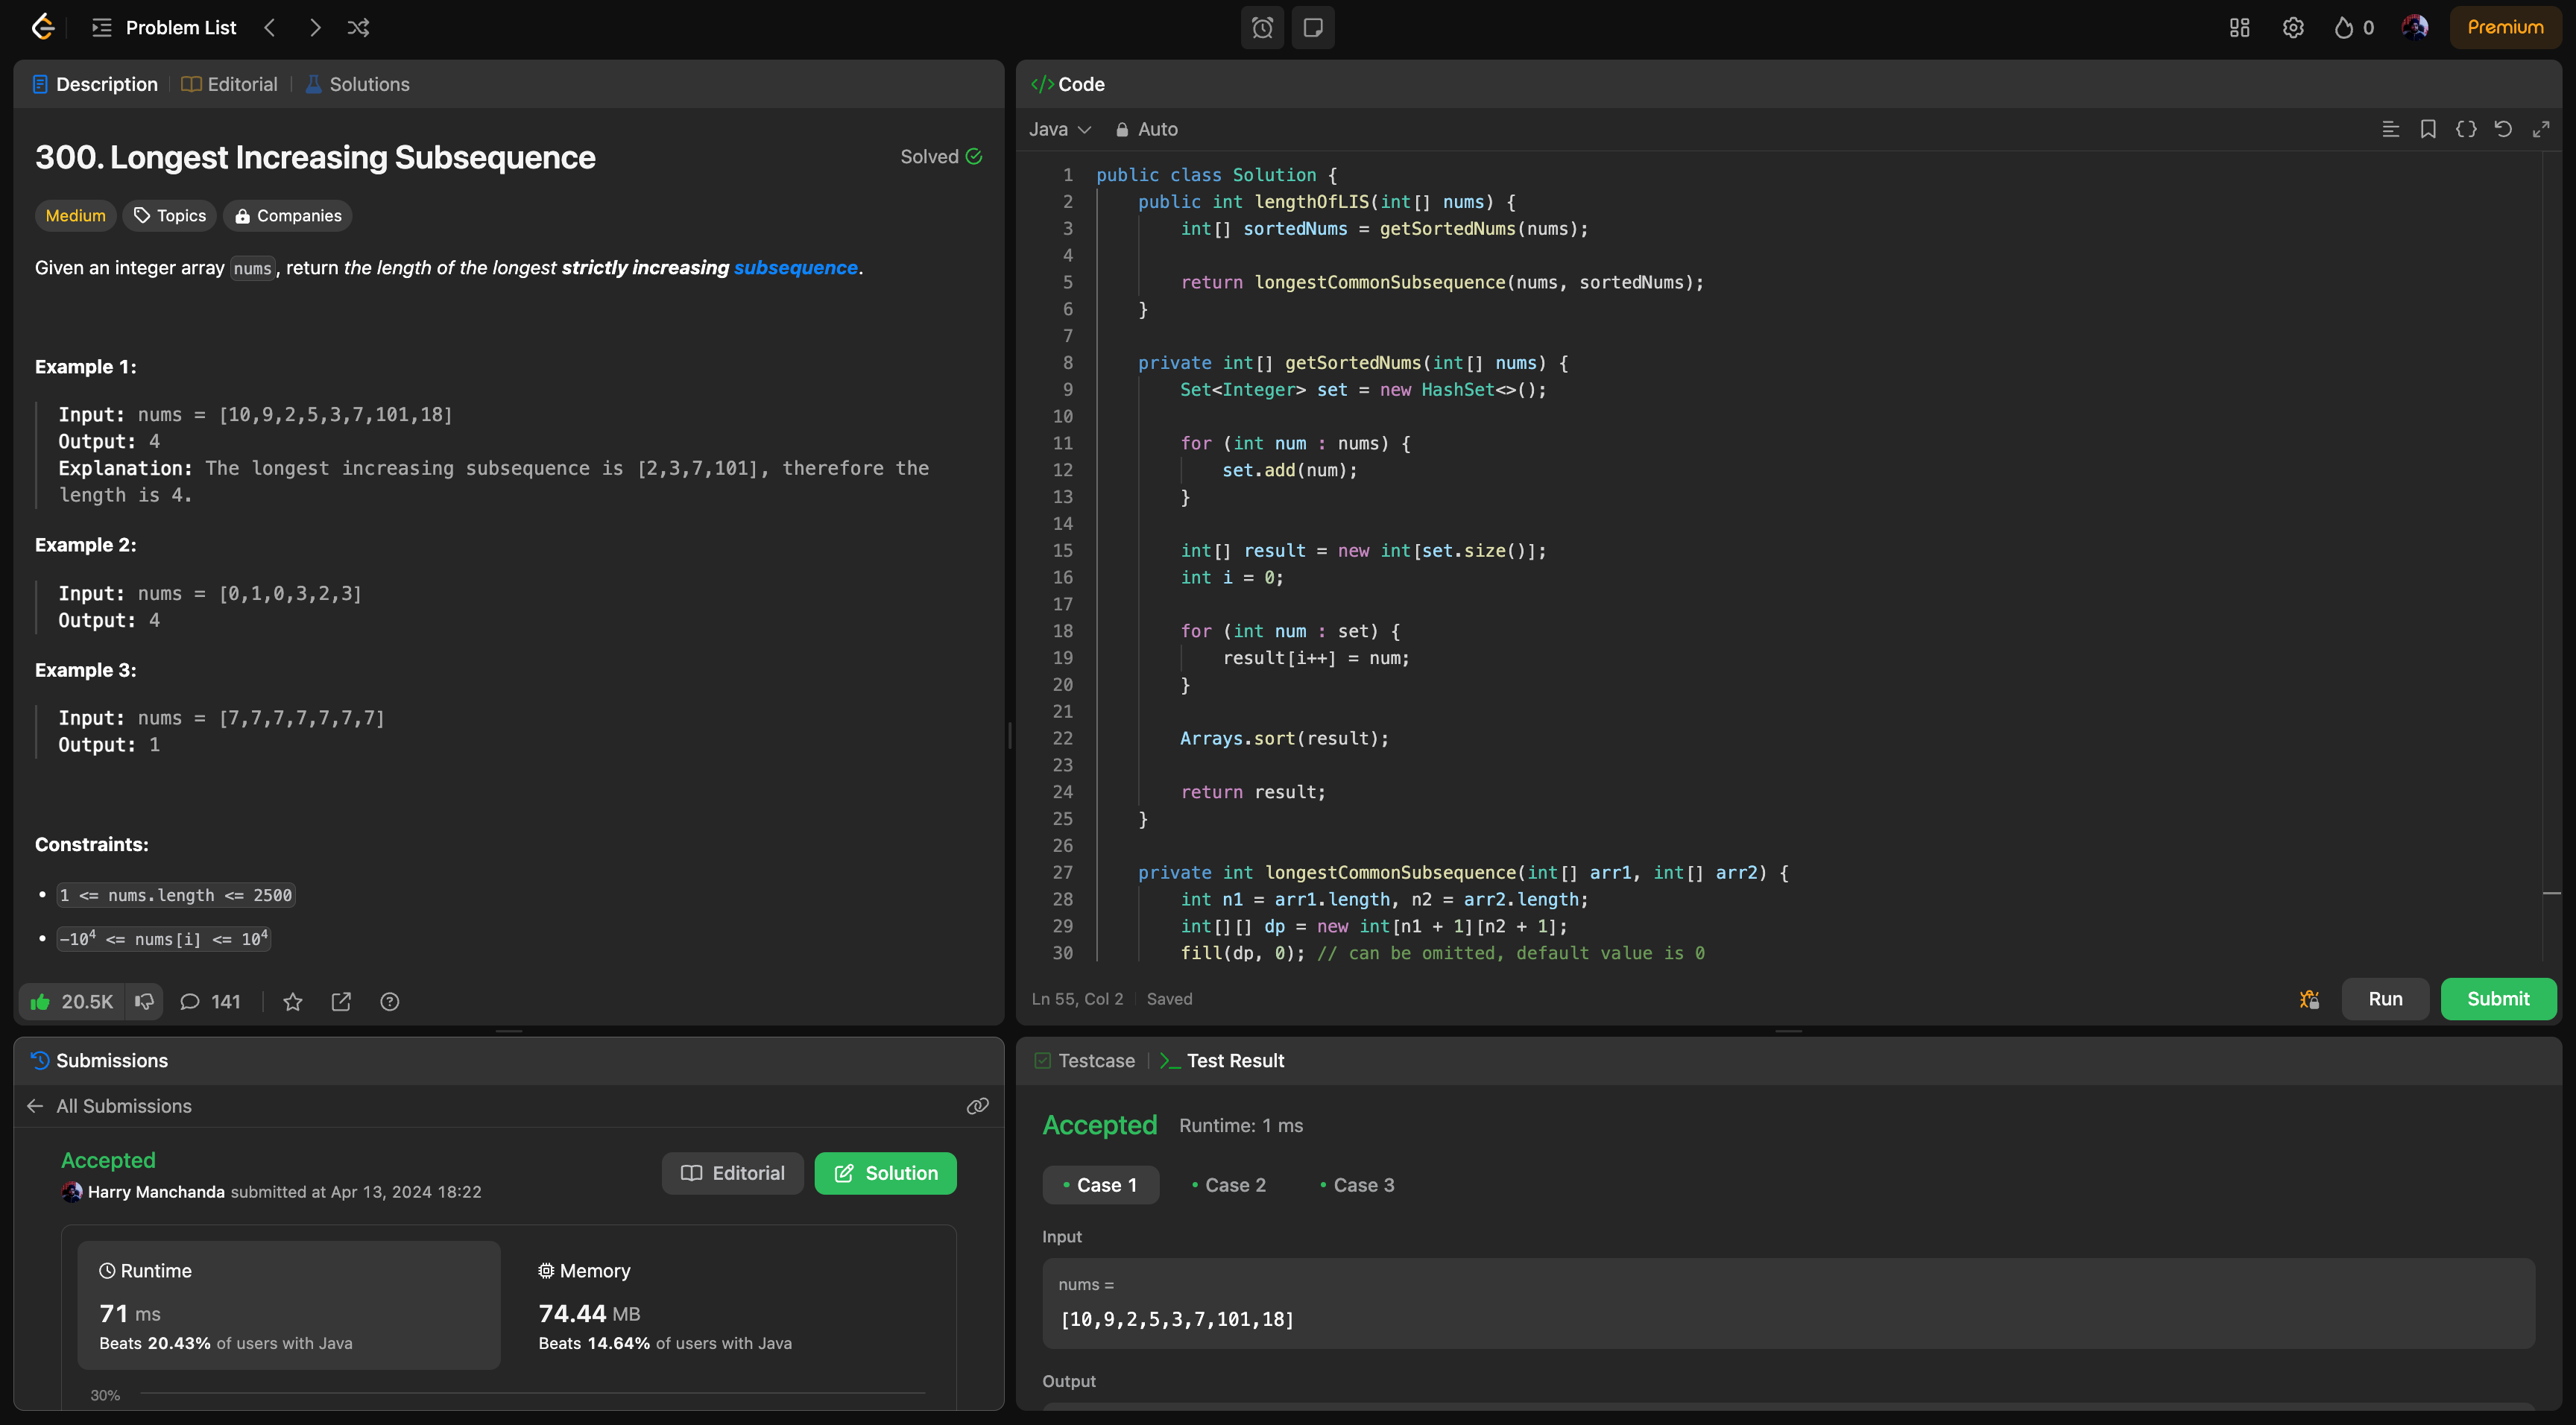 Problem List
0
Premium
Description
Editorial
Solutions
300. Longest Increasing Subsequence
Solved
Medium
Topics
Companies
Given an integer array nums, return the length of the longest strictly increasing subsequence.
Example 1:
Input: nums = [10,9,2,5,3,7,101,18]
Output: 4
Explanation: The longest increasing subsequence is [2,3,7,101], therefore the
length is 4.
Example 2:
Input: nums = [0,1,0,3,2,3]
Output: 4
Example 3:
Input: nums = [7,7,7,7,7,7,7]
Output: 1
Constraints:
• 1 <= nums.length <= 2500
• -10⁴ <= nums[i] <= 10⁴
20.5K
141
Code
Java
Auto
1 public class Solution {
2     public int lengthOfLIS(int[] nums) {
3         int[] sortedNums = getSortedNums(nums);
4
5         return longestCommonSubsequence(nums, sortedNums);
6     }
7
8     private int[] getSortedNums(int[] nums) {
9         Set<Integer> set = new HashSet<>();
10
11         for (int num : nums) {
12             set.add(num);
13         }
14
15         int[] result = new int[set.size()];
16         int i = 0;
17
18         for (int num : set) {
19             result[i++] = num;
20         }
21
22         Arrays.sort(result);
23
24         return result;
25     }
26
27     private int longestCommonSubsequence(int[] arr1, int[] arr2) {
28         int n1 = arr1.length, n2 = arr2.length;
29         int[][] dp = new int[n1 + 1][n2 + 1];
30         fill(dp, 0); // can be omitted, default value is 0
Ln 55, Col 2
Saved
Run
Submit
Submissions
All Submissions
Accepted
Harry Manchanda submitted at Apr 13, 2024 18:22
Editorial
Solution
Runtime
71 ms
Beats 20.43% of users with Java
Memory
74.44 MB
Beats 14.64% of users with Java
30%
Testcase
Test Result
Accepted
Runtime: 1 ms
• Case 1
• Case 2
• Case 3
Input
nums =
[10,9,2,5,3,7,101,18]
Output